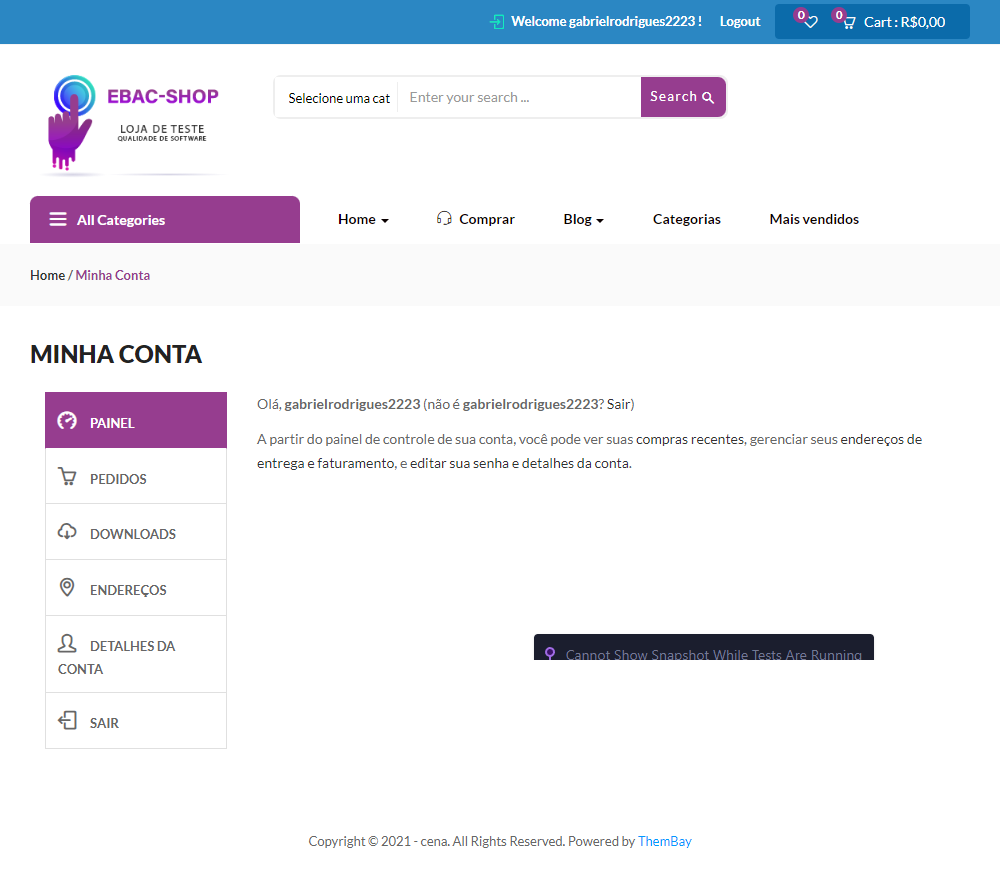 Welcome gabrielrodrigues2223 ! Logout 0 0 Cart : R$0,00
EBAC-SHOP
LOJA DE TESTE
QUALIDADE DE SOFTWARE
Selecione uma cat Enter your search ... Search
All Categories Home Comprar Blog Categorias Mais vendidos
Home / Minha Conta
MINHA CONTA
PAINEL
PEDIDOS
DOWNLOADS
ENDEREÇOS
DETALHES DA
CONTA
SAIR
Olá, gabrielrodrigues2223 (não é gabrielrodrigues2223? Sair)
A partir do painel de controle de sua conta, você pode ver suas compras recentes, gerenciar seus endereços de
entrega e faturamento, e editar sua senha e detalhes da conta.
Cannot Show Snapshot While Tests Are Running
Copyright © 2021 - cena. All Rights Reserved. Powered by ThemBay